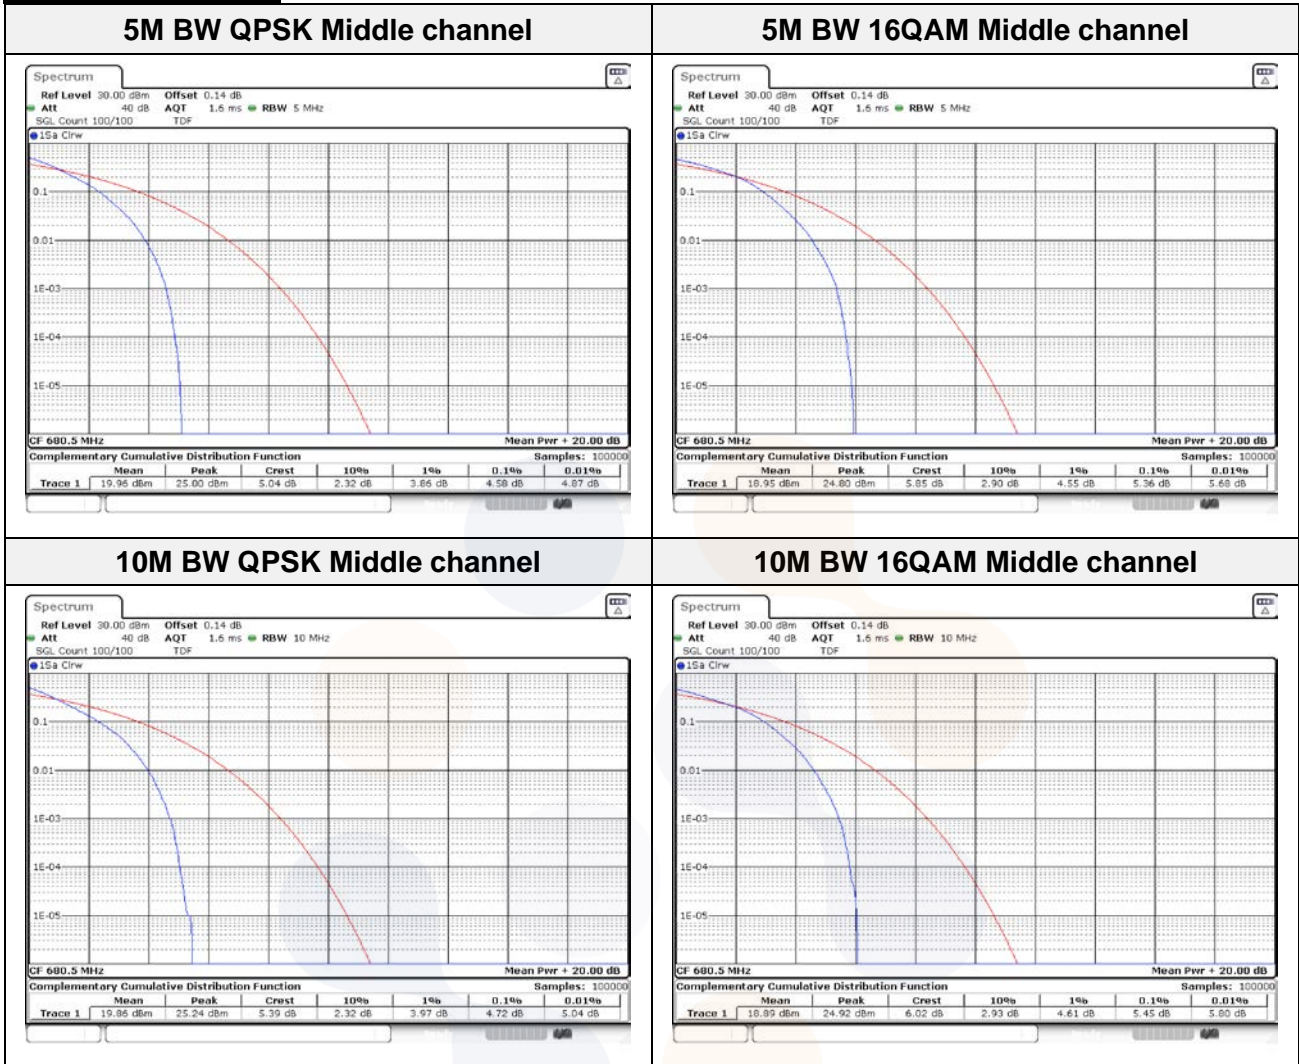 5M BW QPSK Middle channel
5M BW 16QAM Middle channel
Spectrum
Ref Level 30.00 dBm Offset 0.14 dB
Att 40 dB AQT 1.6 ms RBW 5 MHz
SGL Count 100/100 TDF
1Sa Clrw
0.1
0.01
1E-03
1E-04
1E-05
CF 680.5 MHz Mean Pwr + 20.00 dB
Complementary Cumulative Distribution Function Samples: 100000
Mean Peak Crest 10% 1% 0.1% 0.01%
Trace 1 19.96 dBm 25.00 dBm 5.04 dB 2.32 dB 3.86 dB 4.58 dB 4.87 dB
Spectrum
Ref Level 30.00 dBm Offset 0.14 dB
Att 40 dB AQT 1.6 ms RBW 5 MHz
SGL Count 100/100 TDF
1Sa Clrw
0.1
0.01
1E-03
1E-04
1E-05
CF 680.5 MHz Mean Pwr + 20.00 dB
Complementary Cumulative Distribution Function Samples: 100000
Mean Peak Crest 10% 1% 0.1% 0.01%
Trace 1 18.95 dBm 24.80 dBm 5.85 dB 2.90 dB 4.55 dB 5.36 dB 5.68 dB
10M BW QPSK Middle channel
10M BW 16QAM Middle channel
Spectrum
Ref Level 30.00 dBm Offset 0.14 dB
Att 40 dB AQT 1.6 ms RBW 10 MHz
SGL Count 100/100 TDF
1Sa Clrw
0.1
0.01
1E-03
1E-04
1E-05
CF 680.5 MHz Mean Pwr + 20.00 dB
Complementary Cumulative Distribution Function Samples: 100000
Mean Peak Crest 10% 1% 0.1% 0.01%
Trace 1 19.86 dBm 25.24 dBm 5.39 dB 2.32 dB 3.97 dB 4.72 dB 5.04 dB
Spectrum
Ref Level 30.00 dBm Offset 0.14 dB
Att 40 dB AQT 1.6 ms RBW 10 MHz
SGL Count 100/100 TDF
1Sa Clrw
0.1
0.01
1E-03
1E-04
1E-05
CF 680.5 MHz Mean Pwr + 20.00 dB
Complementary Cumulative Distribution Function Samples: 100000
Mean Peak Crest 10% 1% 0.1% 0.01%
Trace 1 18.89 dBm 24.92 dBm 6.02 dB 2.93 dB 4.61 dB 5.45 dB 5.80 dB